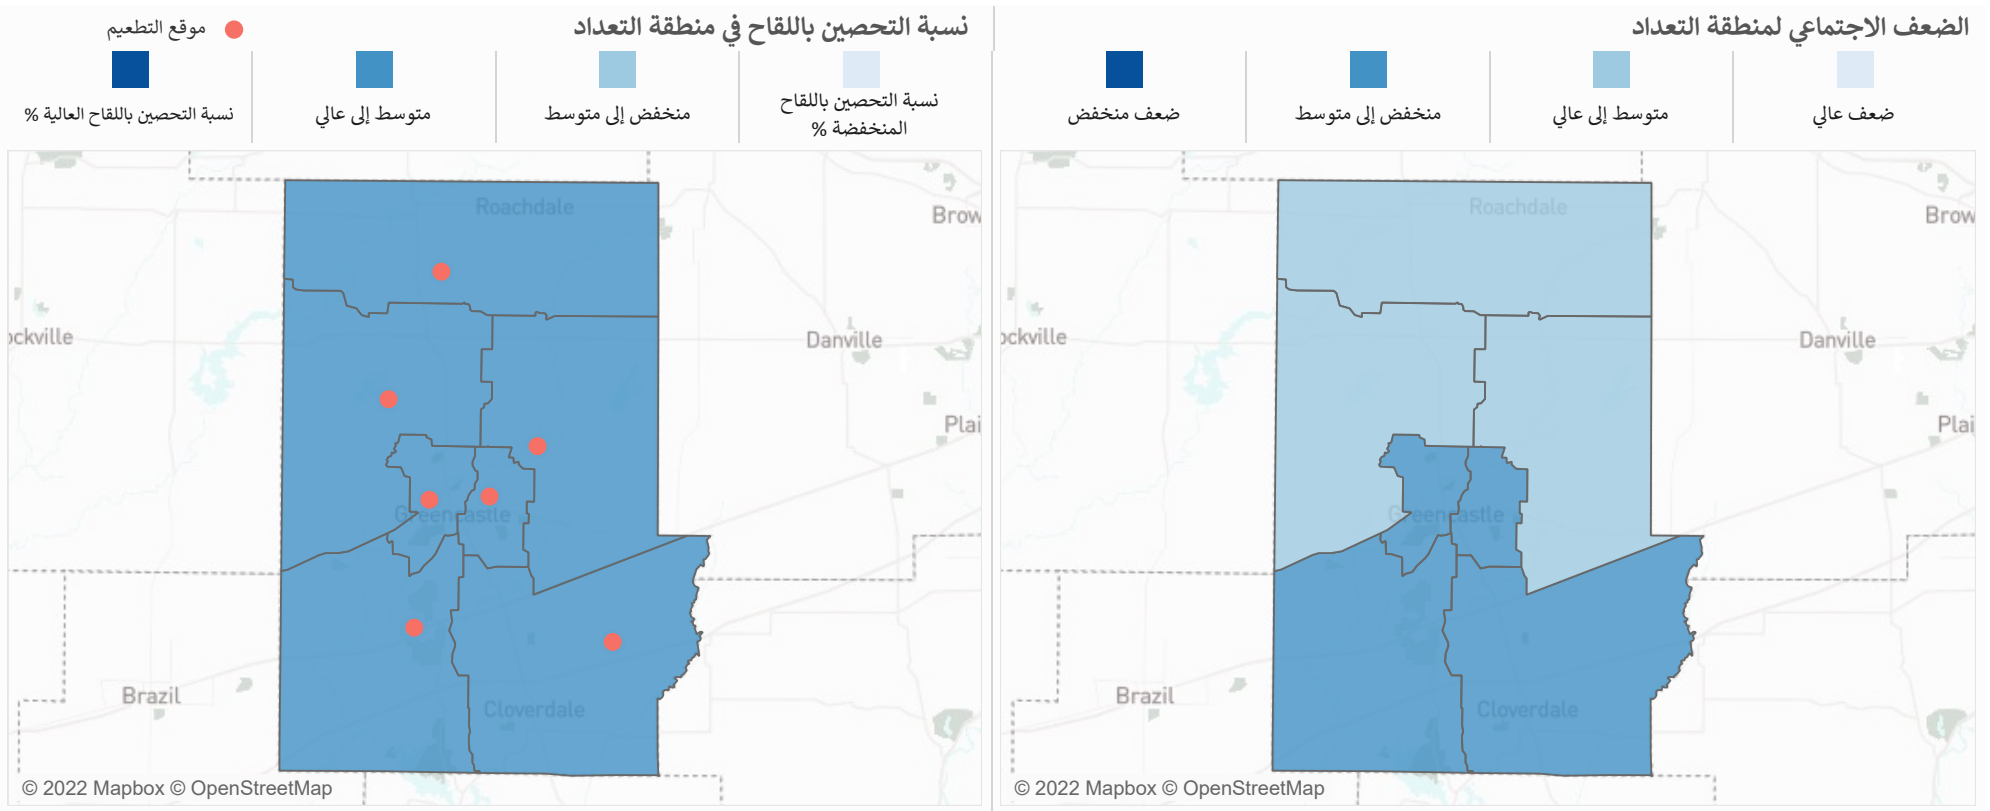 الضعف الاجتماعي لمنطقة التعداد
ضعف عالي
متوسط إلى عالي
منخفض إلى متوسط
ضعف منخفض
Roachdale
Brow
ockville
Danville
Plai
Greencastle
Brazil
Cloverdale
© 2022 Mapbox © OpenStreetMap
نسبة التحصين باللقاح في منطقة التعداد
موقع التطعيم
نسبة التحصين باللقاح
المنخفضة %
منخفض إلى متوسط
متوسط إلى عالي
نسبة التحصين باللقاح العالية %
Roachdale
Brow
ockville
Danville
Plai
Greencastle
Brazil
Cloverdale
© 2022 Mapbox © OpenStreetMap